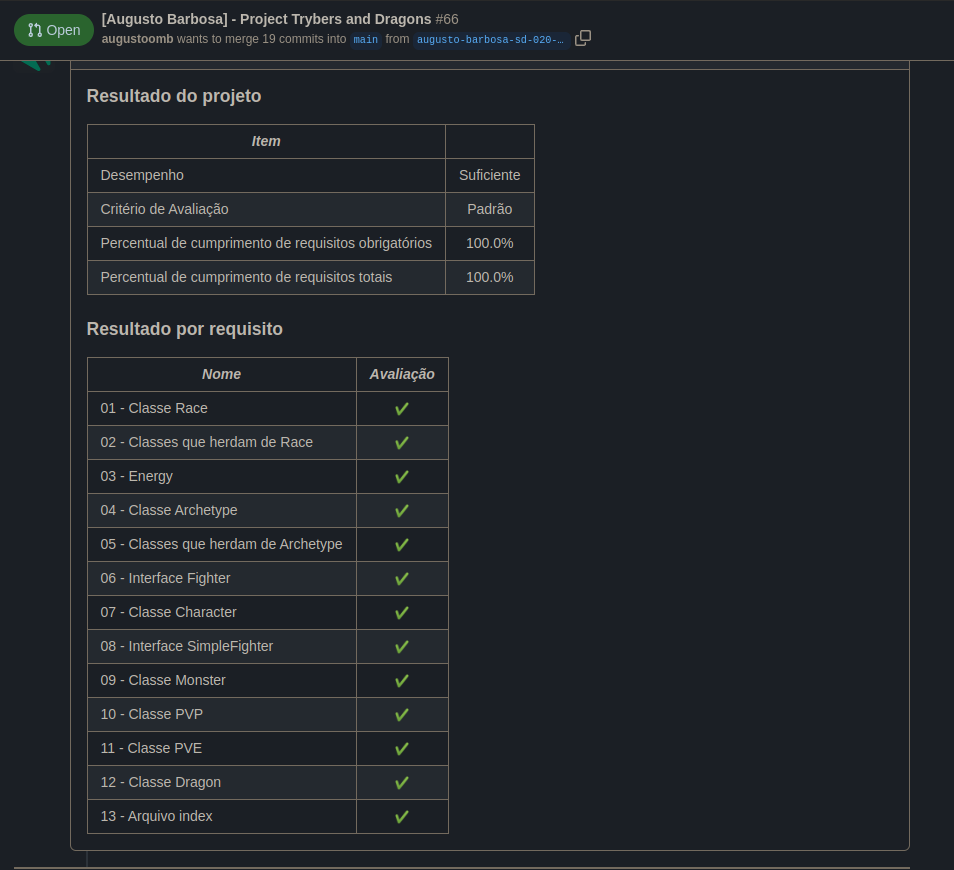 Open
[Augusto Barbosa] - Project Trybers and Dragons #66
augustoomb wants to merge 19 commits into main from augusto-barbosa-sd-020-…
Resultado do projeto
Item
Desempenho Suficiente
Critério de Avaliação Padrão
Percentual de cumprimento de requisitos obrigatórios 100.0%
Percentual de cumprimento de requisitos totais 100.0%
Resultado por requisito
Nome Avaliação
01 - Classe Race ✔
02 - Classes que herdam de Race ✔
03 - Energy ✔
04 - Classe Archetype ✔
05 - Classes que herdam de Archetype ✔
06 - Interface Fighter ✔
07 - Classe Character ✔
08 - Interface SimpleFighter ✔
09 - Classe Monster ✔
10 - Classe PVP ✔
11 - Classe PVE ✔
12 - Classe Dragon ✔
13 - Arquivo index ✔